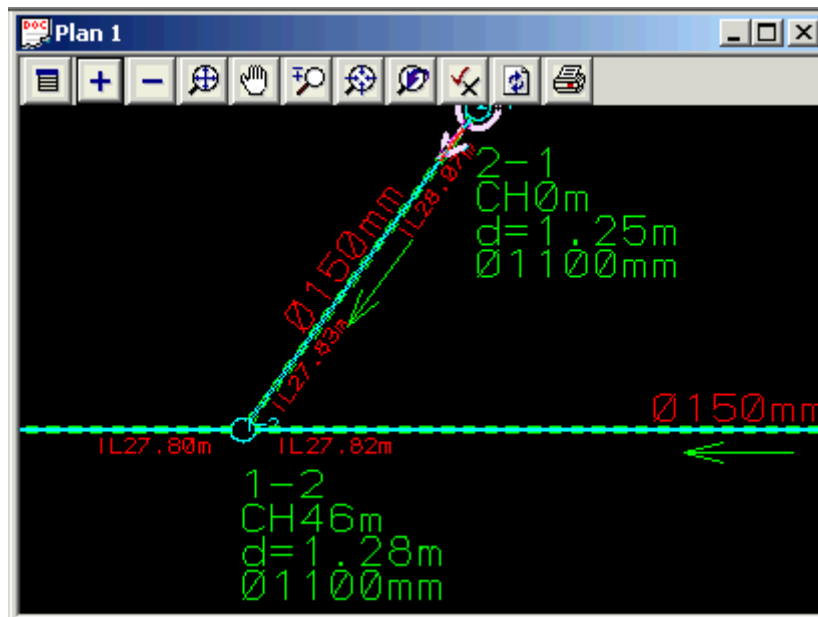 DOC Plan 1
2-1
CH0m
d=1.25m
Ø1100mm
IL28.07m
Ø150mm
IL27.83m
Ø150mm
IL27.80m
IL27.82m
1-2
CH46m
d=1.28m
Ø1100mm